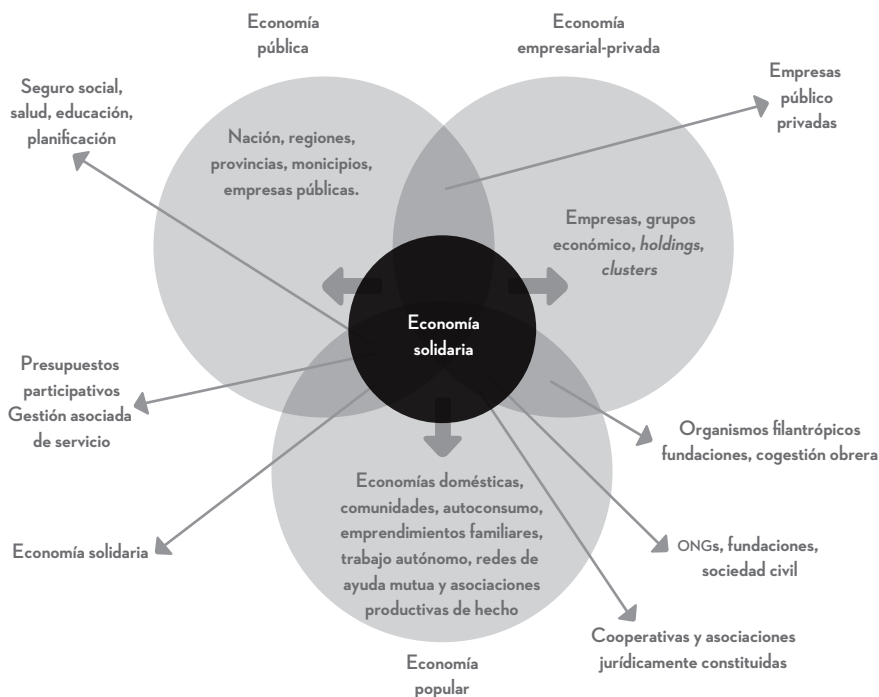 Economía
pública
Economía
empresarial-privada
Seguro social,
salud, educación,
planificación
Empresas
público
privadas
Nación, regiones,
provincias, municipios,
empresas públicas.
Empresas, grupos
económico, holdings,
clusters
Economía
solidaria
Presupuestos
participativos
Gestión asociada
de servicio
Organismos filantrópicos
fundaciones, cogestión obrera
Economías domésticas,
comunidades, autoconsumo,
emprendimientos familiares,
trabajo autónomo, redes de
ayuda mutua y asociaciones
productivas de hecho
Economía solidaria
ONGs, fundaciones,
sociedad civil
Cooperativas y asociaciones
jurídicamente constituidas
Economía
popular